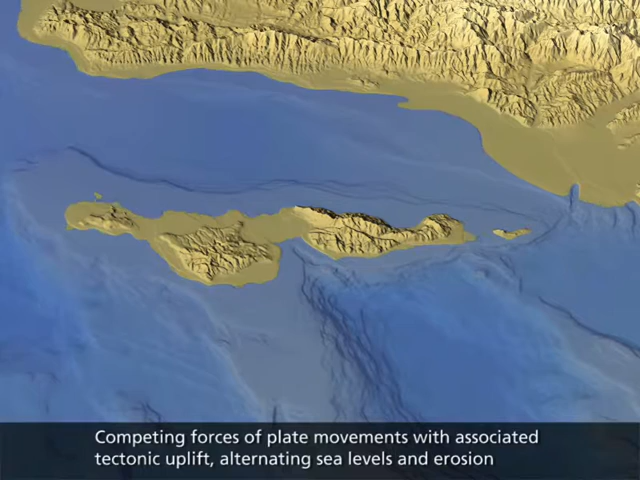 Competing forces of plate movements with associated
tectonic uplift, alternating sea levels and erosion